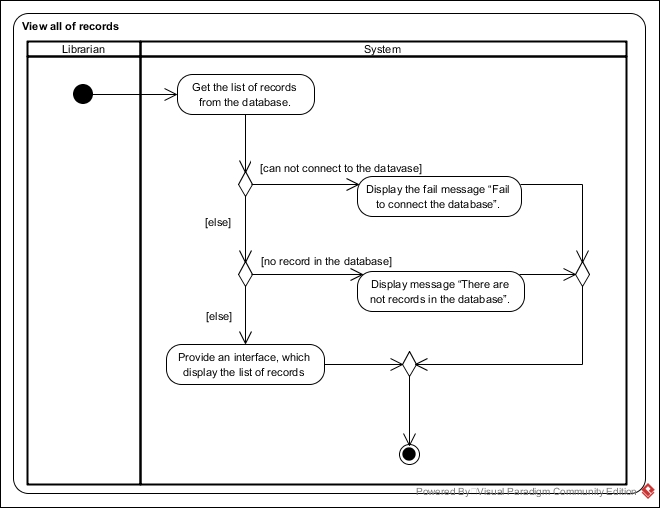 View all of records
Librarian
System
Get the list of records
from the database.
[can not connect to the datavase]
Display the fail message “Fail
to connect the database”.
[else]
[no record in the database]
Display message “There are
not records in the database”.
[else]
Provide an interface, which
display the list of records
Powered By: Visual Paradigm Community Edition